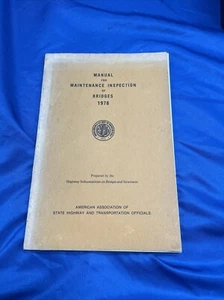 MANUAL
FOR
MAINTENANCE INSPECTION
OF
BRIDGES
1978
Prepared by the
Highway Subcommittee on Bridges and Structures
AMERICAN ASSOCIATION OF
STATE HIGHWAY AND TRANSPORTATION OFFICIALS